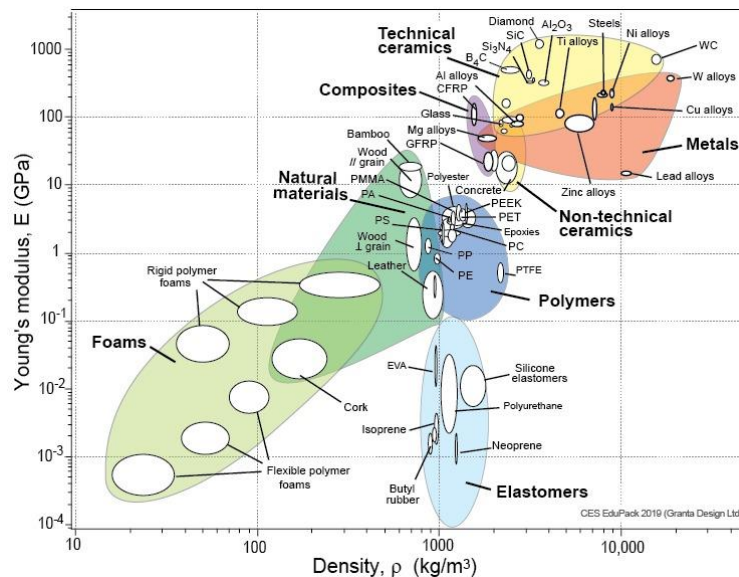 Young's modulus, E (GPa)
1000
100
10
1
10⁻¹
10⁻²
10⁻³
10⁻⁴
Technical
ceramics
Diamond
SiC
Si₃N₄
B₄C
Al₂O₃
Ti alloys
Steels
Ni alloys
WC
W alloys
Cu alloys
Metals
Lead alloys
Zinc alloys
Non-technical
ceramics
Composites
Al alloys
CFRP
Glass
Mg alloys
GFRP
Concrete
Bamboo
Wood
// grain
Natural
materials
Wood
⊥ grain
Leather
Cork
PMMA
PA
PS
Polyester
PEEK
PET
Epoxies
PC
PP
PE
PTFE
Polymers
Rigid polymer
foams
Foams
Flexible polymer
foams
EVA
Silicone
elastomers
Polyurethane
Isoprene
Neoprene
Butyl
rubber
Elastomers
CES EduPack 2019 (Granta Design Ltd
10
100
1000
10,000
Density, ρ (kg/m³)